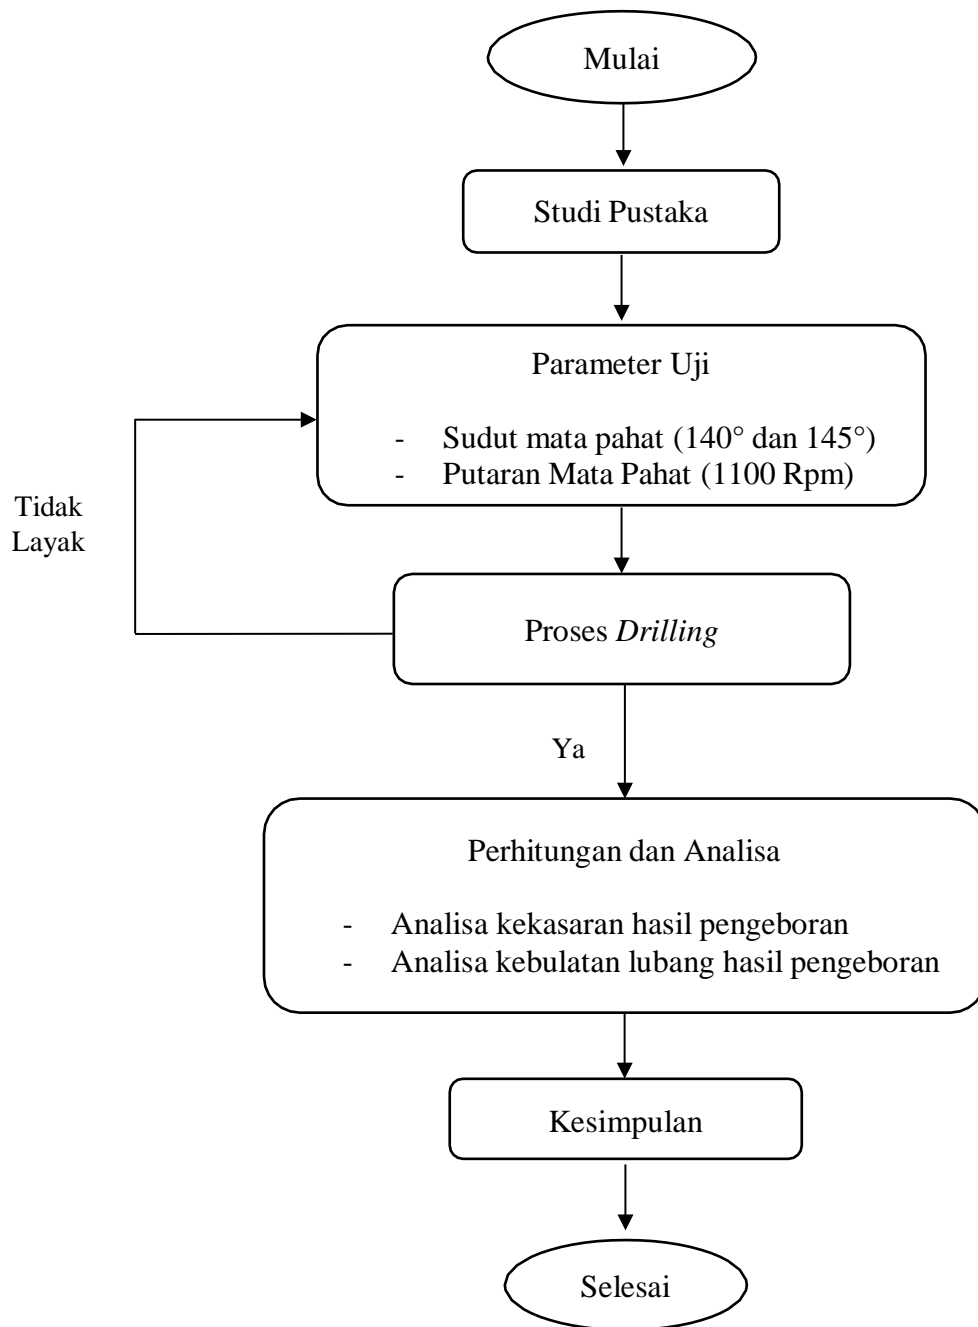 Mulai
Studi Pustaka
Parameter Uji
- Sudut mata pahat (140° dan 145°)
- Putaran Mata Pahat (1100 Rpm)
Tidak
Layak
Proses Drilling
Ya
Perhitungan dan Analisa
- Analisa kekasaran hasil pengeboran
- Analisa kebulatan lubang hasil pengeboran
Kesimpulan
Selesai